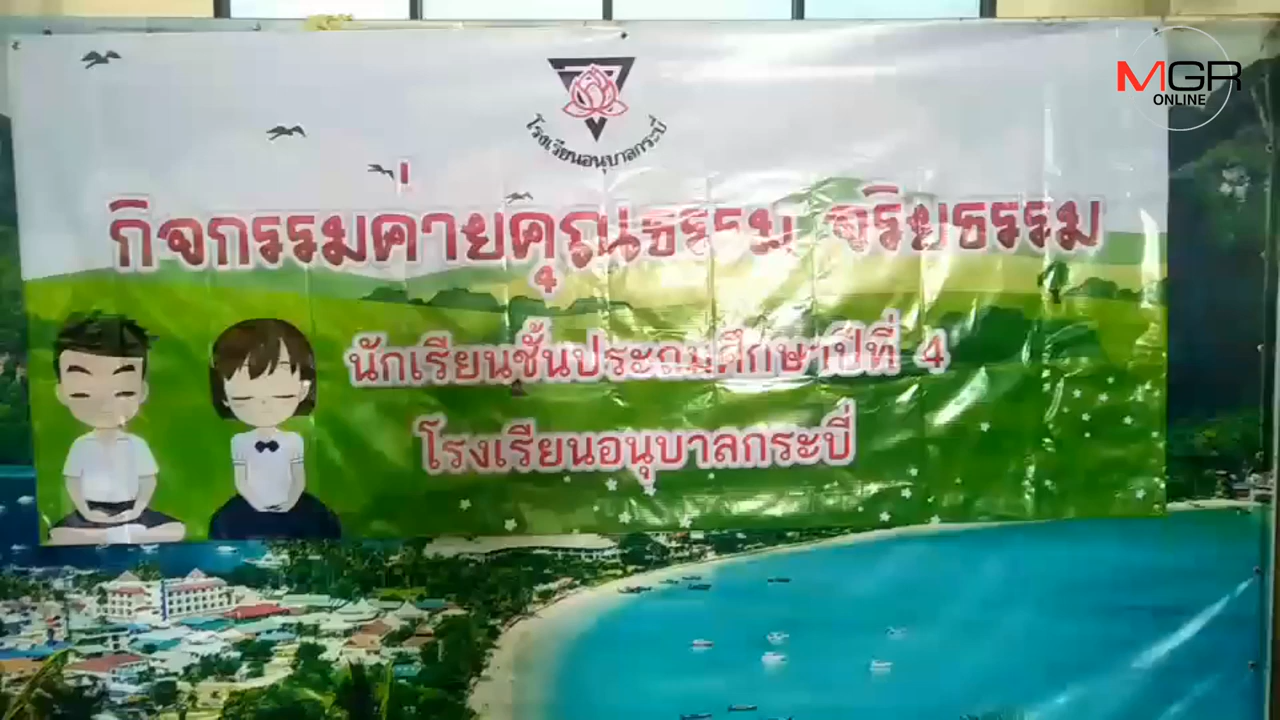 MGR
ONLINE
โรงเรียนอนุบาลกระบี่
กิจกรรมค่ายคุณธรรม จริยธรรม
นักเรียนชั้นประถมศึกษาปีที่ 4
โรงเรียนอนุบาลกระบี่